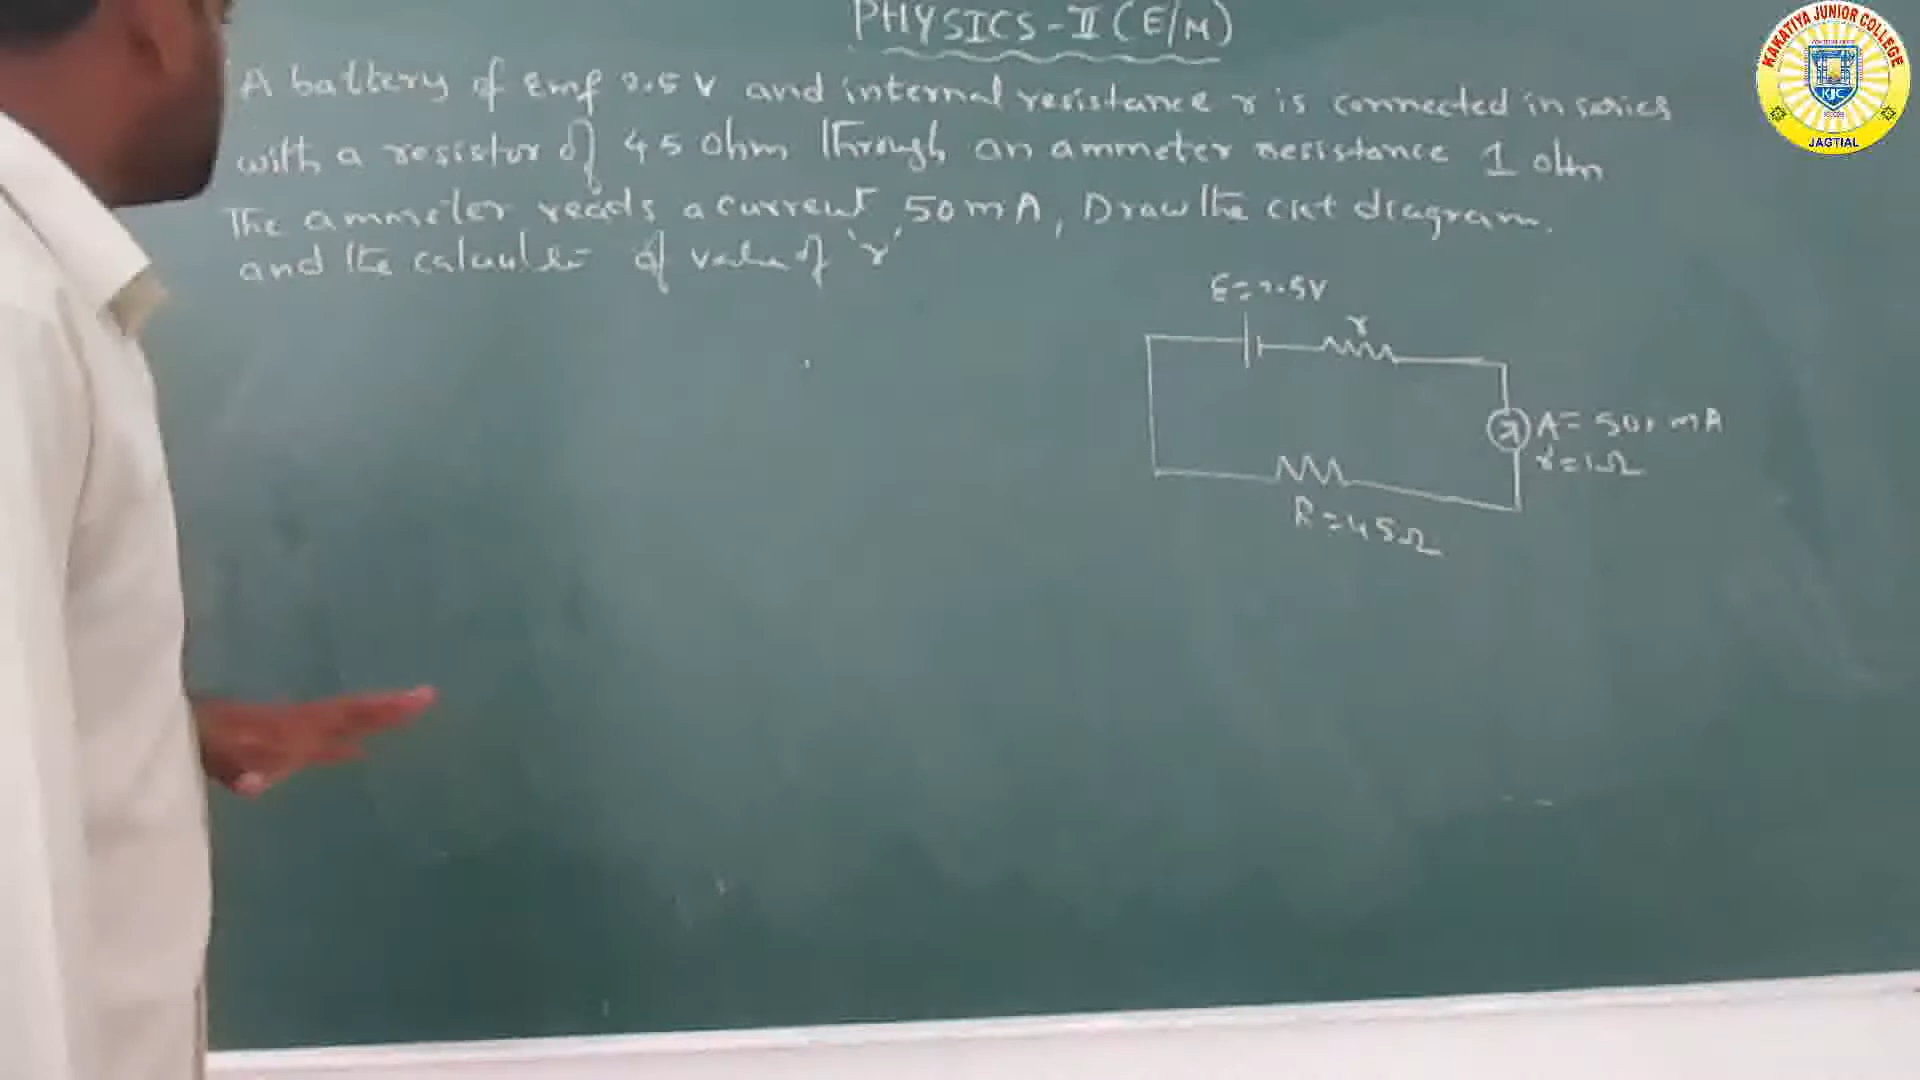 PHYSICS-II (E/M)
A battery of Emf 2.5 V and internal resistance r is connected in series
with a resistor of 45 ohm through an ammeter resistance 1 ohm
The ammeter reads a current 50 mA, Draw the ckt diagram.
and the of value of 'r'
E=2.5V
r
A= 50 mA
r=1Ω
R=45Ω
KAKATIYA JUNIOR COLLEGE
KJC
JAGTIAL